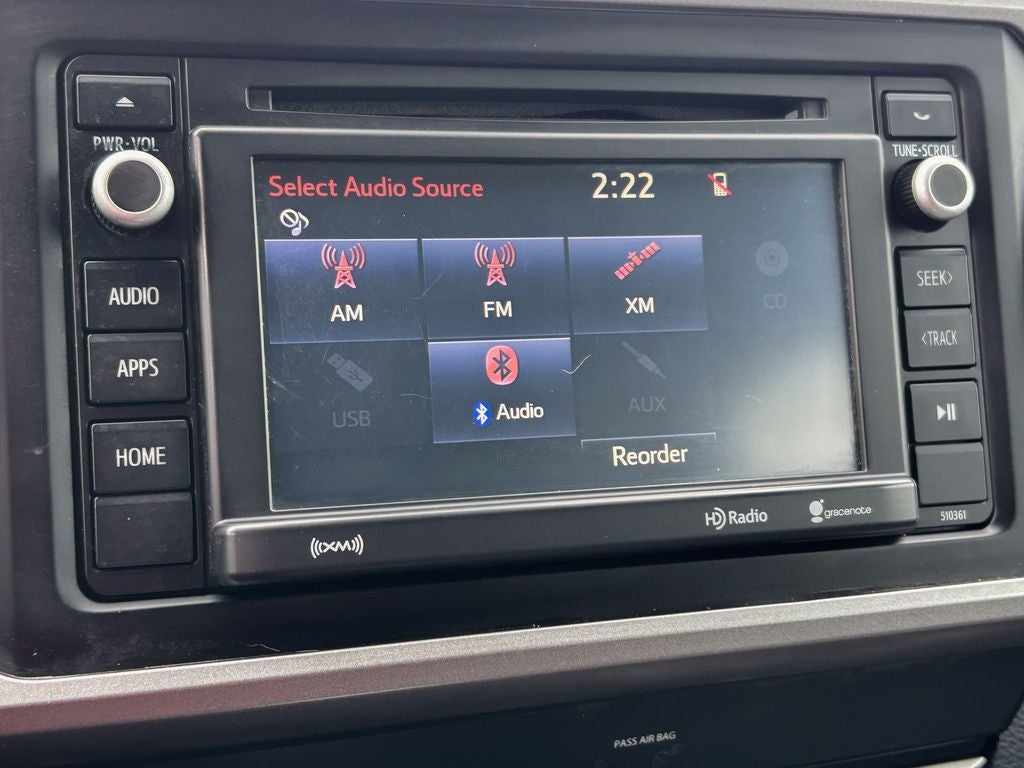 PWR•VOL
TUNE•SCROLL
Select Audio Source
2:22
AM
FM
XM
CD
USB
Audio
AUX
Reorder
AUDIO
APPS
HOME
SEEK>
<TRACK
((XM))
HD Radio
gracenote
510361
PASS AIR BAG